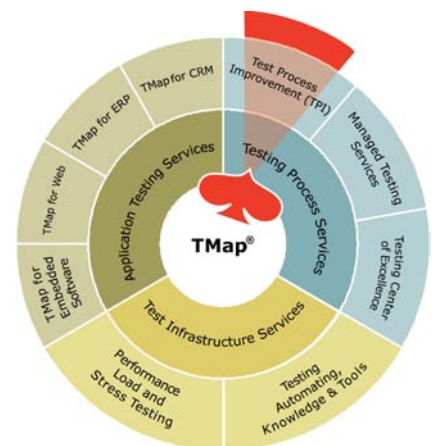 TMap for CRM
Test Process
Improvement (TPI)
TMap for ERP
Managed Testing
Services
TMap for Web
Application Testing Services
Testing Process Services
TMap®
Testing Center
of Excellence
TMap for
Embedded
Software
Test Infrastructure Services
Performance
Load and
Stress Testing
Testing
Automating,
Knowledge & Tools